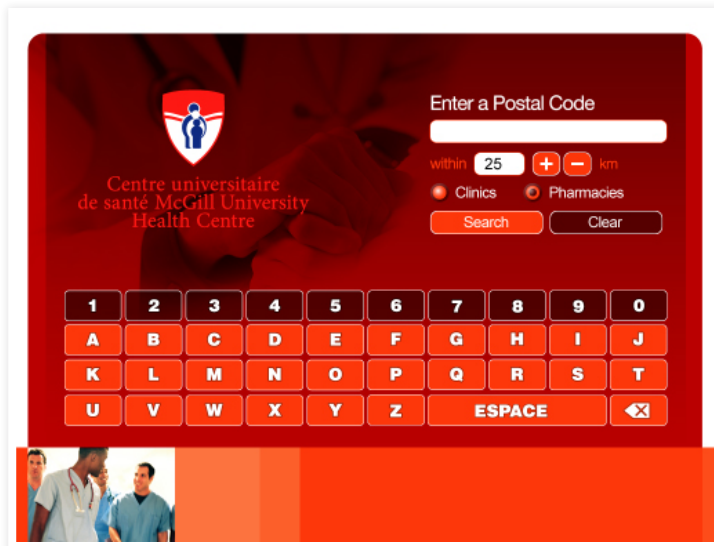 Centre universitaire
de santé McGill University
Health Centre
Enter a Postal Code
within 25 + − km
Clinics Pharmacies
Search Clear
1 2 3 4 5 6 7 8 9 0
A B C D E F G H I J
K L M N O P Q R S T
U V W X Y Z ESPACE